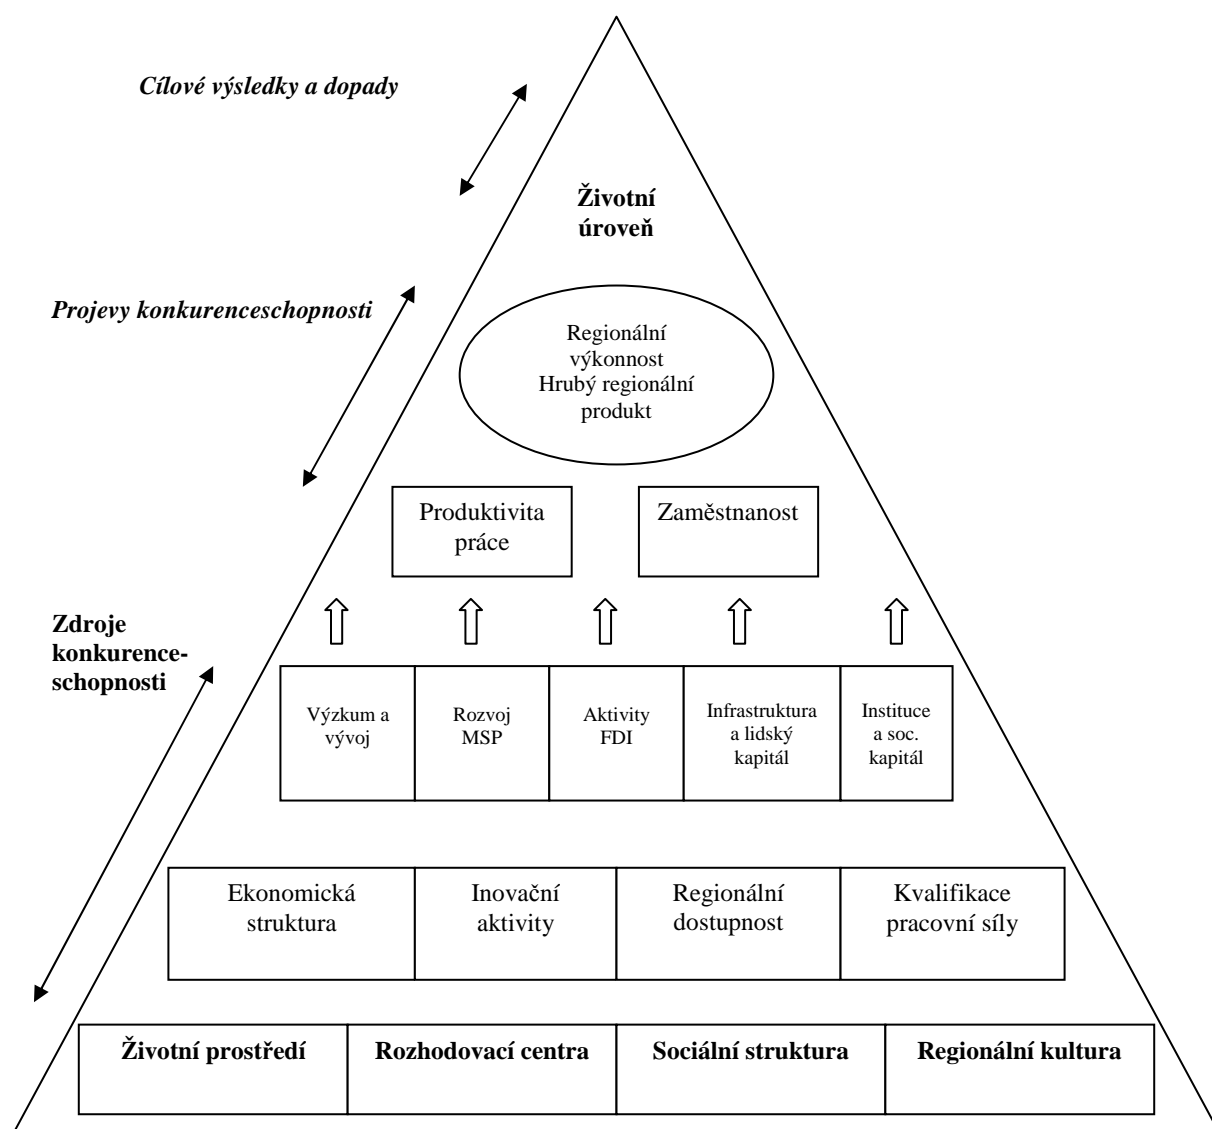 Cílové výsledky a dopady
Životní
úroveň
Projevy konkurenceschopnosti
Regionální
výkonnost
Hrubý regionální
produkt
Produktivita
práce
Zaměstnanost
Zdroje
konkurence-
schopnosti
Výzkum a
vývoj
Rozvoj
MSP
Aktivity
FDI
Infrastruktura
a lidský
kapitál
Instituce
a soc.
kapitál
Ekonomická
struktura
Inovační
aktivity
Regionální
dostupnost
Kvalifikace
pracovní síly
Životní prostředí
Rozhodovací centra
Sociální struktura
Regionální kultura